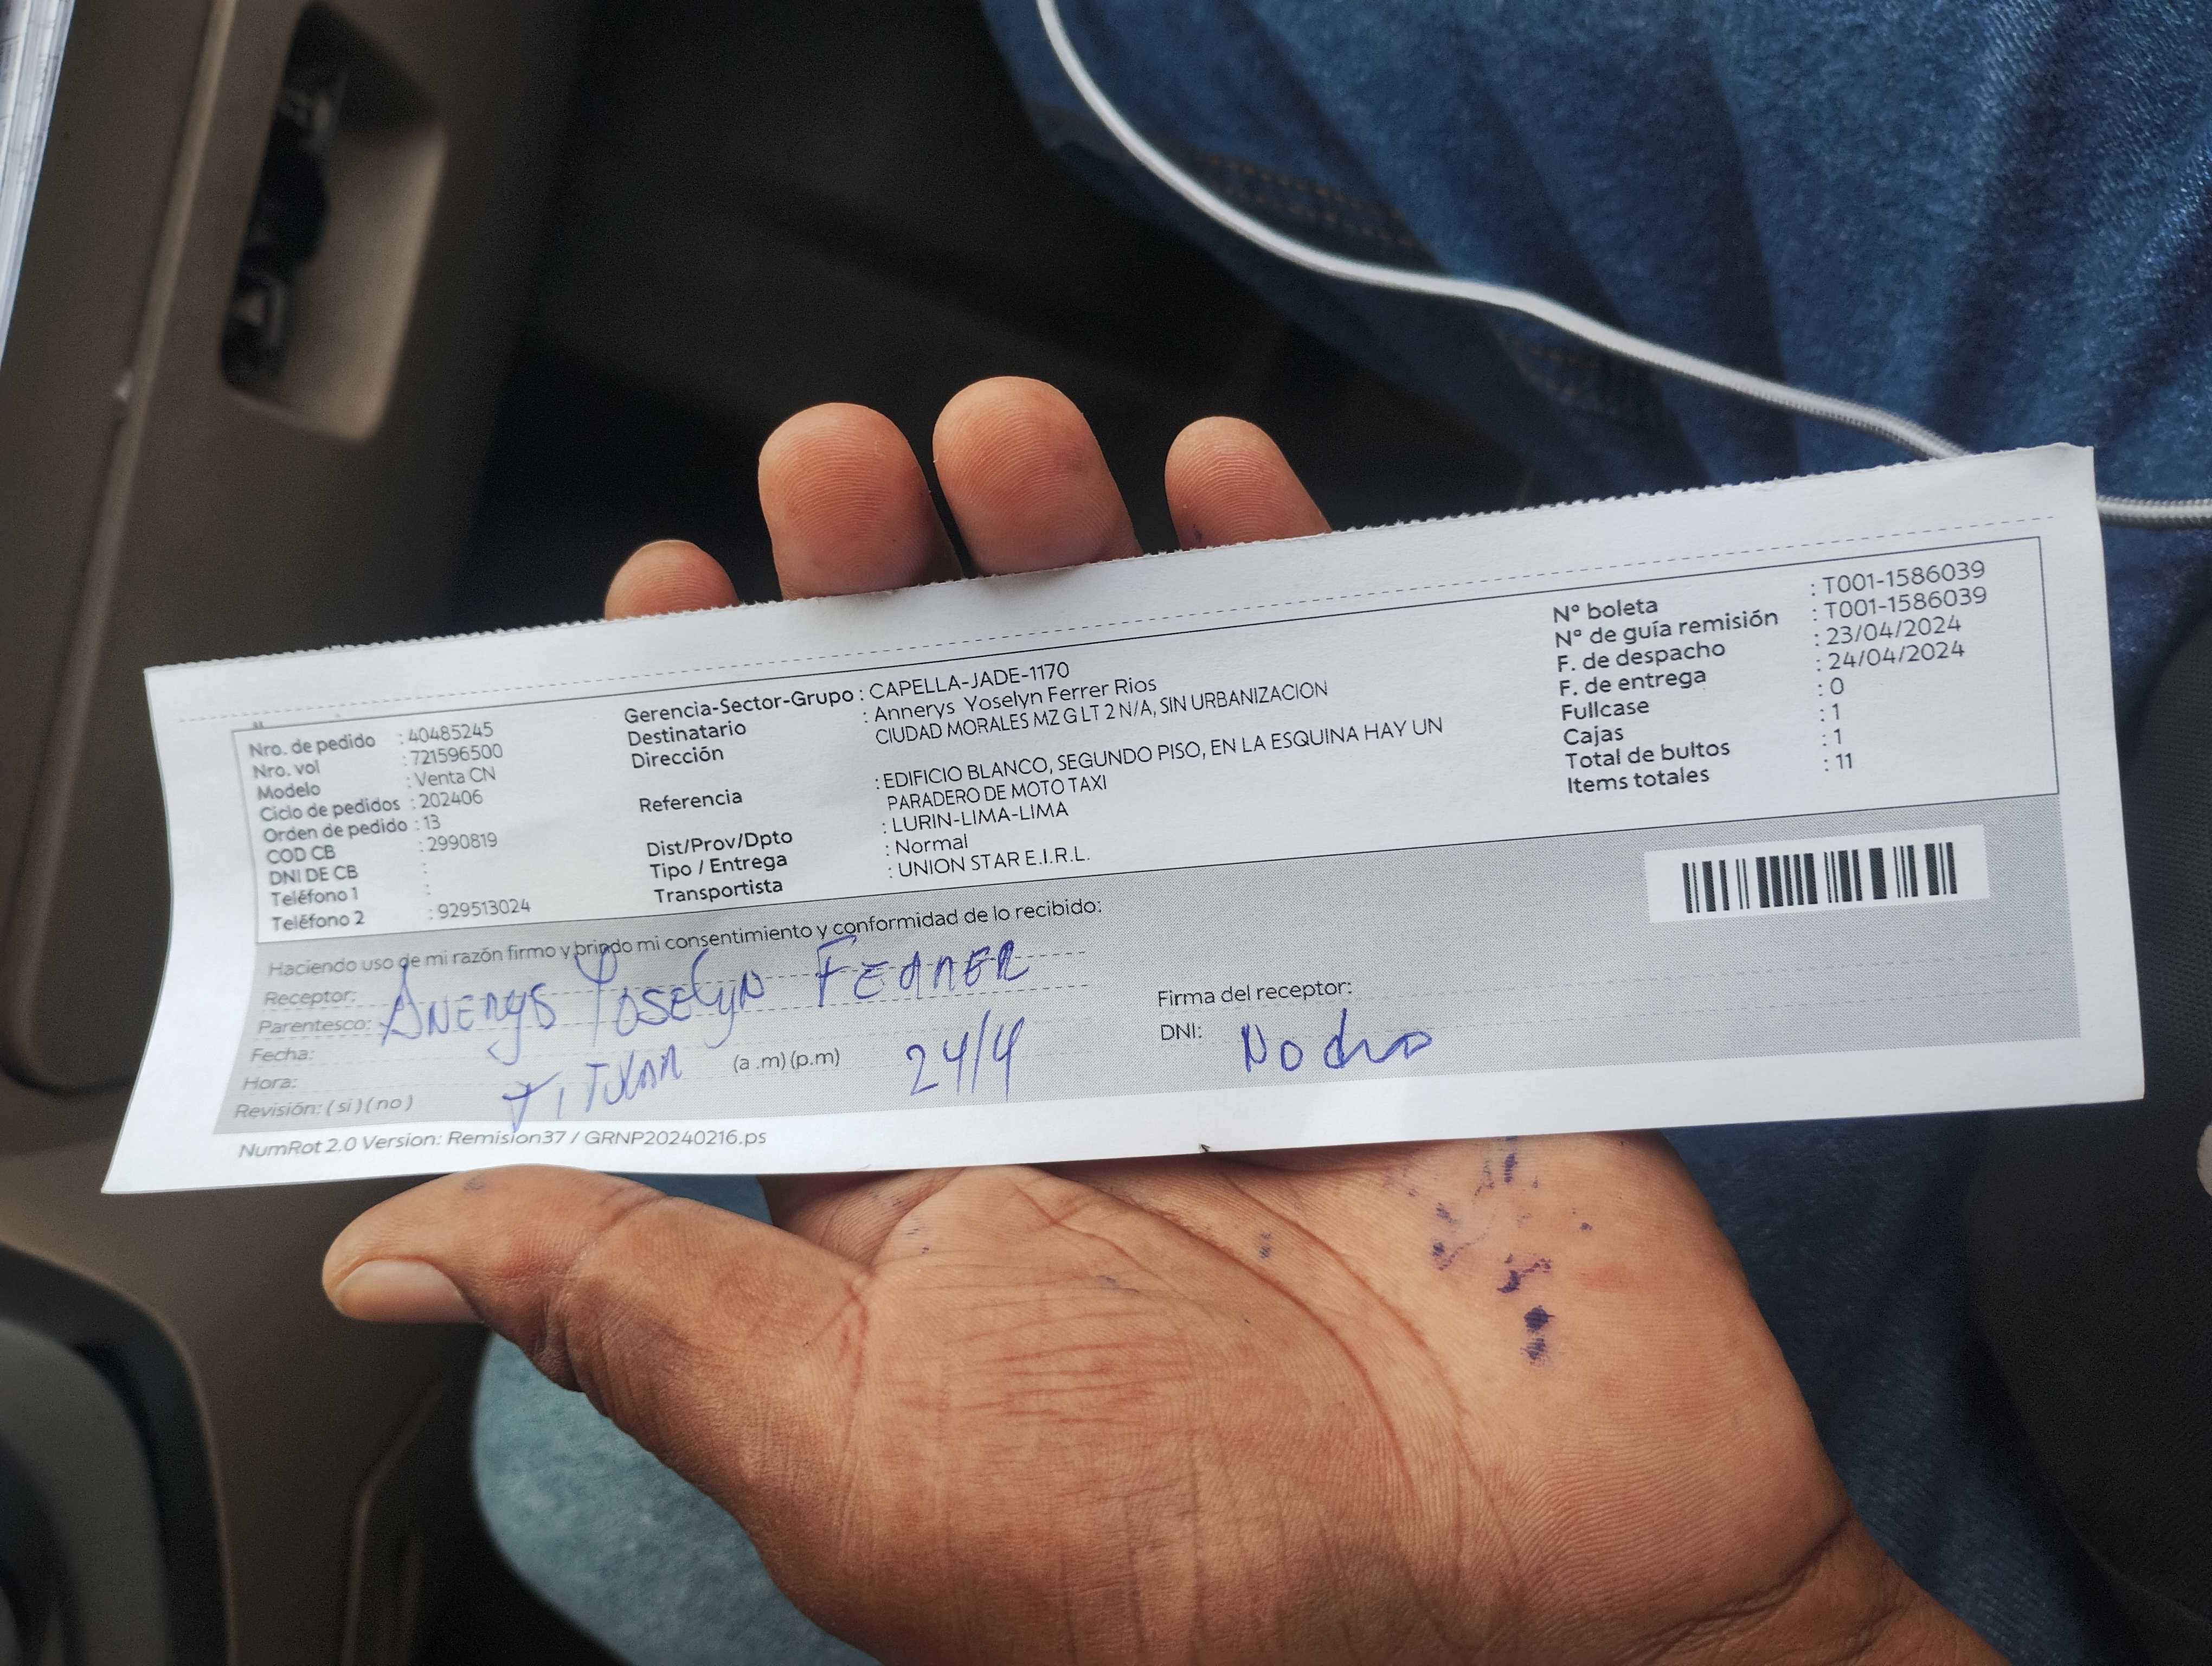 Nro. de pedido : 40485245
Nro. vol : 721596500
Modelo : Venta CN
Ciclo de pedidos : 202406
Orden de pedido : 13
COD CB : 2990819
DNI DE CB :
Teléfono 1 :
Teléfono 2 : 929513024
Gerencia-Sector-Grupo : CAPELLA-JADE-1170
Destinatario : Annerys Yoselyn Ferrer Rios
Dirección CIUDAD MORALES MZ G LT 2 N/A, SIN URBANIZACION
Referencia : EDIFICIO BLANCO, SEGUNDO PISO, EN LA ESQUINA HAY UN
PARADERO DE MOTO TAXI
Dist/Prov/Dpto : LURIN-LIMA-LIMA
Tipo / Entrega : Normal
Transportista : UNION STAR E.I.R.L.
N° boleta : T001-1586039
N° de guía remisión : T001-1586039
F. de despacho : 23/04/2024
F. de entrega : 24/04/2024
Fullcase : 0
Cajas : 1
Total de bultos : 1
Items totales : 11
Haciendo uso de mi razón firmo y brindo mi consentimiento y conformidad de lo recibido:
Receptor:
Parentesco: Anerys Yoselyn
Fecha:
Hora: TITULAR (a .m) (p.m) 24/4
Revisión: ( si ) ( no )
Firma del receptor:
DNI: No
NumRot 2.0 Version: Remision37 / GRNP20240216.ps